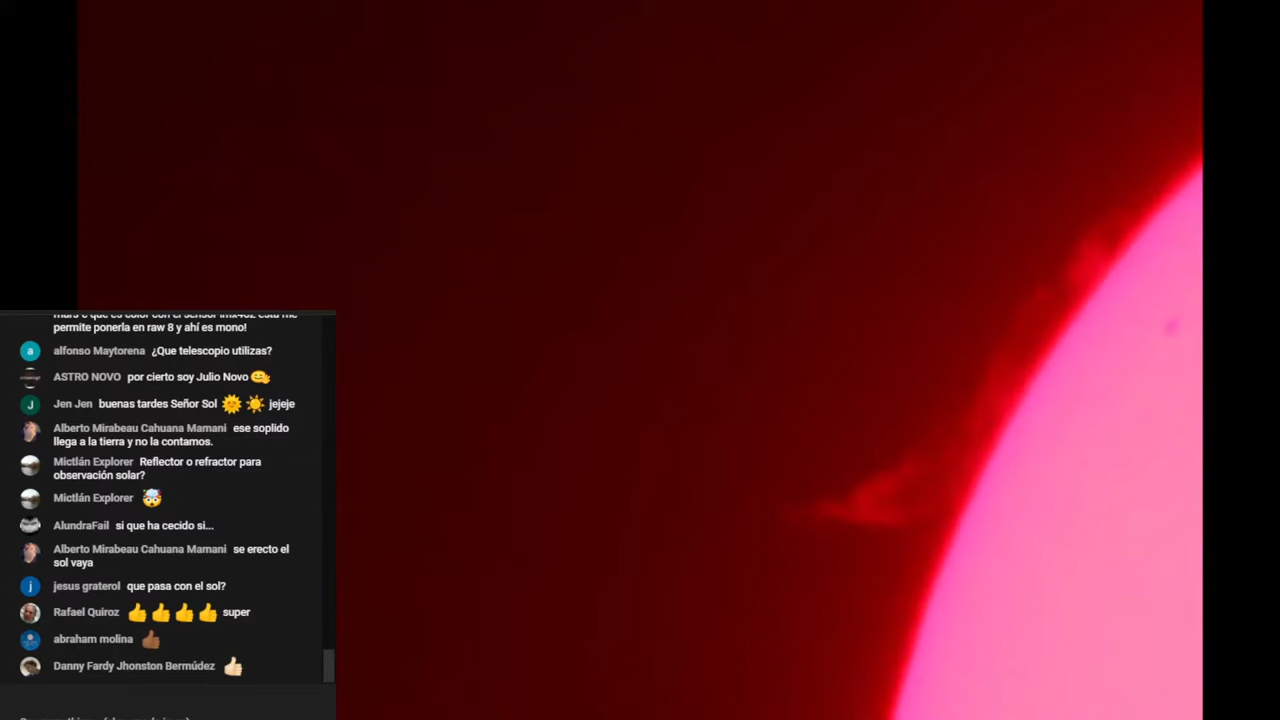 permite ponerla en raw 8 y ahí es mono!
alfonso Maytorena ¿Que telescopio utilizas?
ASTRO NOVO por cierto soy Julio Novo
Jen Jen buenas tardes Señor Sol jejeje
Alberto Mirabeau Cahuana Mamani ese soplido
llega a la tierra y no la contamos.
Mictlán Explorer Reflector o refractor para
observación solar?
Mictlán Explorer
AlundraFail si que ha cecido si...
Alberto Mirabeau Cahuana Mamani se erecto el
sol vaya
jesus graterol que pasa con el sol?
Rafael Quiroz super
abraham molina
Danny Fardy Jhonston Bermúdez